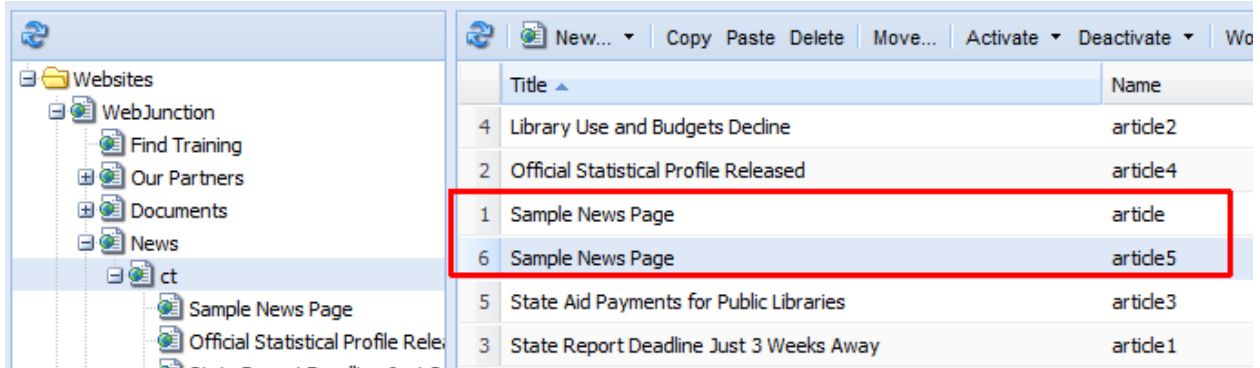 New... Copy Paste Delete Move... Activate Deactivate Wo
Websites
WebJunction
Find Training
Our Partners
Documents
News
ct
Sample News Page
Official Statistical Profile Relea
Title Name
4 Library Use and Budgets Decline article2
2 Official Statistical Profile Released article4
1 Sample News Page article
6 Sample News Page article5
5 State Aid Payments for Public Libraries article3
3 State Report Deadline Just 3 Weeks Away article1